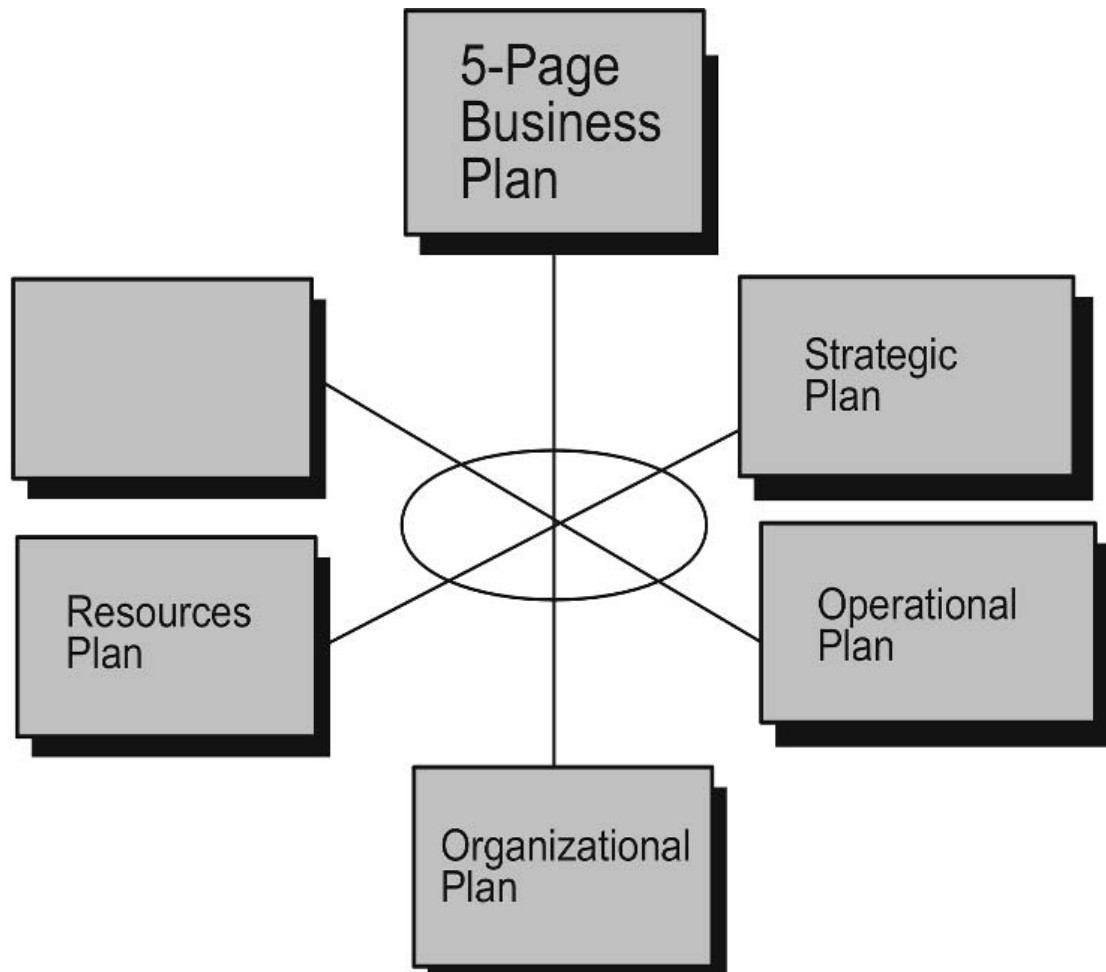 5-Page
Business
Plan
Strategic
Plan
Resources
Plan
Operational
Plan
Organizational
Plan